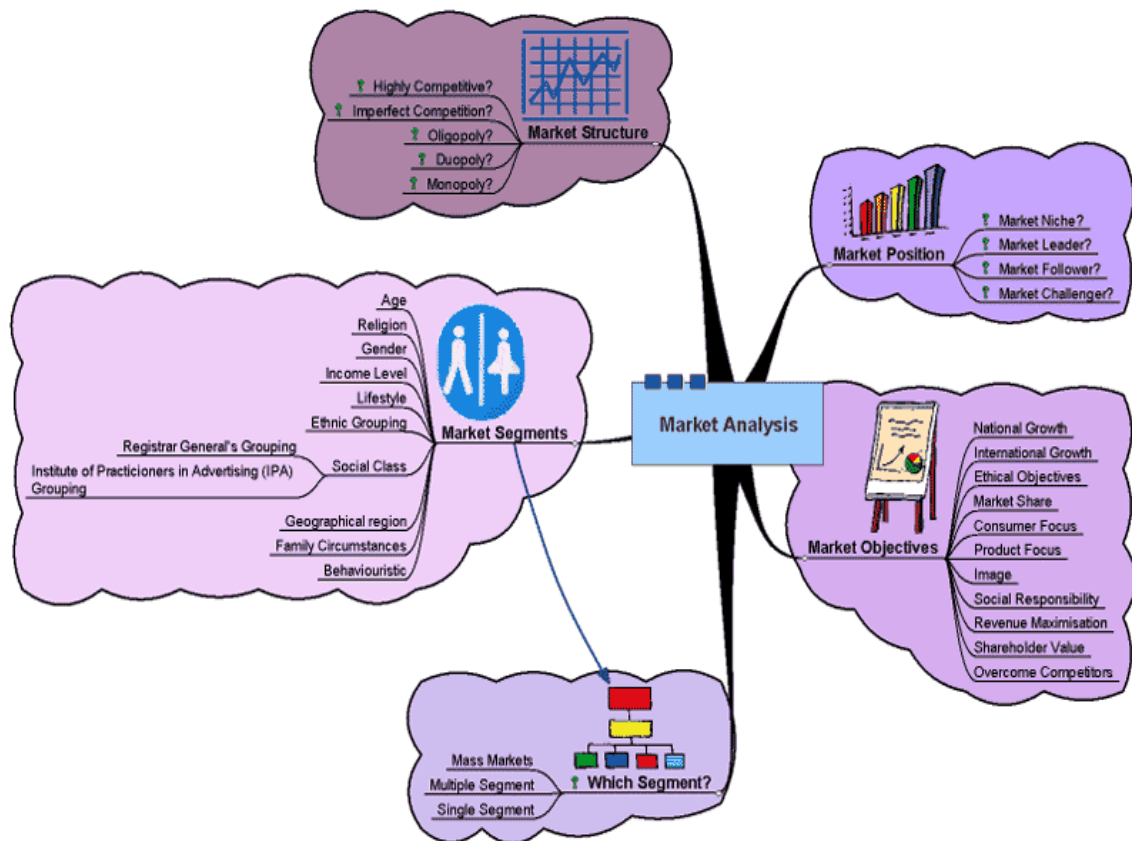 Highly Competitive?
Imperfect Competition?
Oligopoly?
Duopoly?
Monopoly?
Market Structure
Market Niche?
Market Leader?
Market Follower?
Market Challenger?
Market Position
Age
Religion
Gender
Income Level
Lifestyle
Ethnic Grouping
Registrar General's Grouping
Institute of Practicioners in Advertising (IPA)
Grouping
Social Class
Geographical region
Family Circumstances
Behaviouristic
Market Segments
Market Analysis
National Growth
International Growth
Ethical Objectives
Market Share
Consumer Focus
Product Focus
Image
Social Responsibility
Revenue Maximisation
Shareholder Value
Overcome Competitors
Market Objectives
Mass Markets
Multiple Segment
Single Segment
Which Segment?